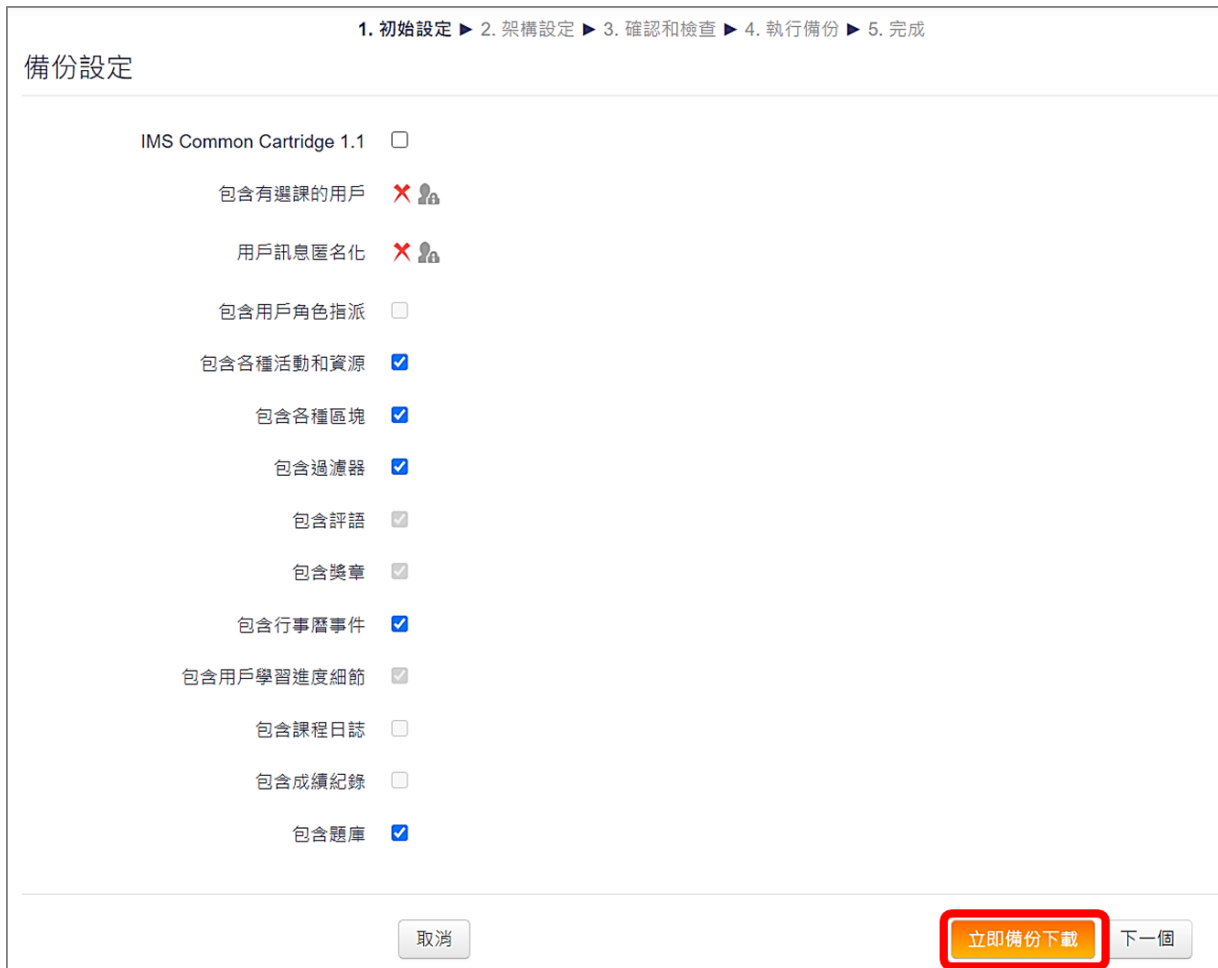 1. 初始設定 ► 2. 架構設定 ► 3. 確認和檢查 ► 4. 執行備份 ► 5. 完成
備份設定
IMS Common Cartridge 1.1
包含有選課的用戶
用戶訊息匿名化
包含用戶角色指派
包含各種活動和資源
包含各種區塊
包含過濾器
包含評語
包含獎章
包含行事曆事件
包含用戶學習進度細節
包含課程日誌
包含成績紀錄
包含題庫
取消 立即備份下載 下一個